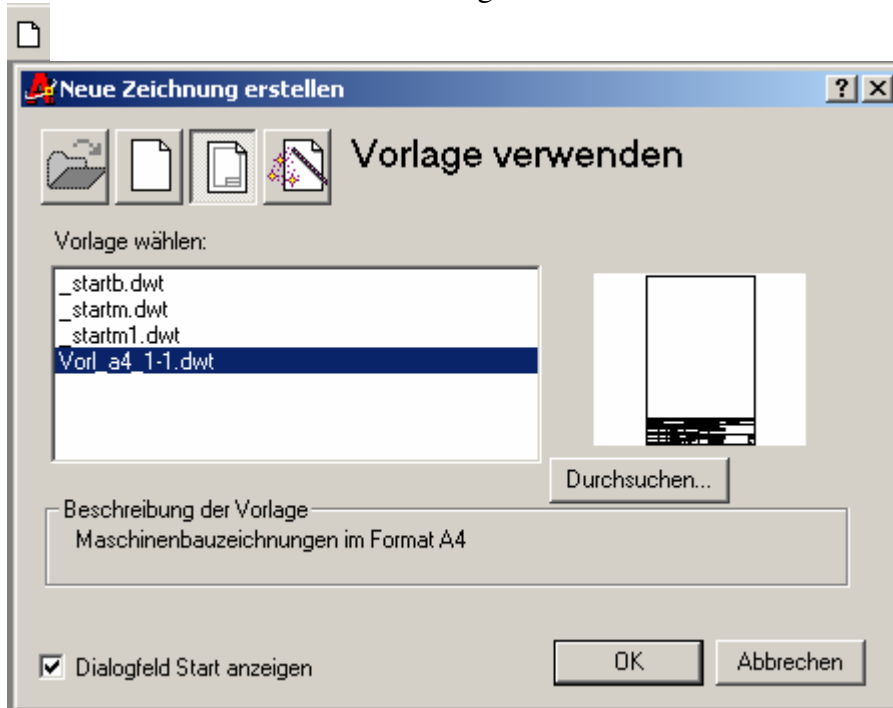 Neue Zeichnung erstellen
Vorlage verwenden
Vorlage wählen:
_startb.dwt
_startm.dwt
_startm1.dwt
Vorl_a4_1-1.dwt
Durchsuchen...
Beschreibung der Vorlage
Maschinenbauzeichnungen im Format A4
Dialogfeld Start anzeigen
OK
Abbrechen